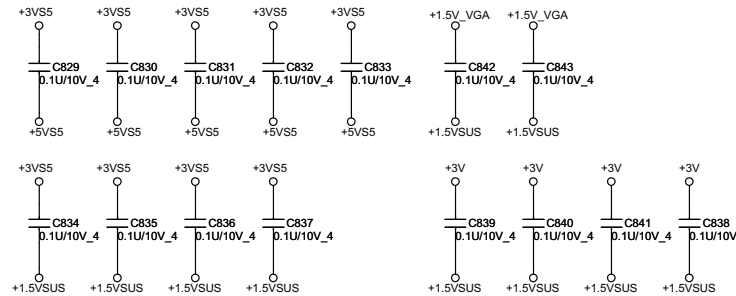 +3VS5 +3VS5 +3VS5 +3VS5 +3VS5 +1.5V_VGA +1.5V_VGA
C829 C830 C831 C832 C833 C842 C843
0.1U/10V_4 0.1U/10V_4 0.1U/10V_4 0.1U/10V_4 0.1U/10V_4 0.1U/10V_4 0.1U/10V_4
+5VS5 +5VS5 +5VS5 +5VS5 +5VS5 +1.5VSUS +1.5VSUS
+3VS5 +3VS5 +3VS5 +3VS5 +3V +3V +3V +3V
C834 C835 C836 C837 C839 C840 C841 C838
0.1U/10V_4 0.1U/10V_4 0.1U/10V_4 0.1U/10V_4 0.1U/10V_4 0.1U/10V_4 0.1U/10V_4 0.1U/10V
+1.5VSUS +1.5VSUS +1.5VSUS +1.5VSUS +1.5VSUS +1.5VSUS +1.5VSUS +1.5VSUS